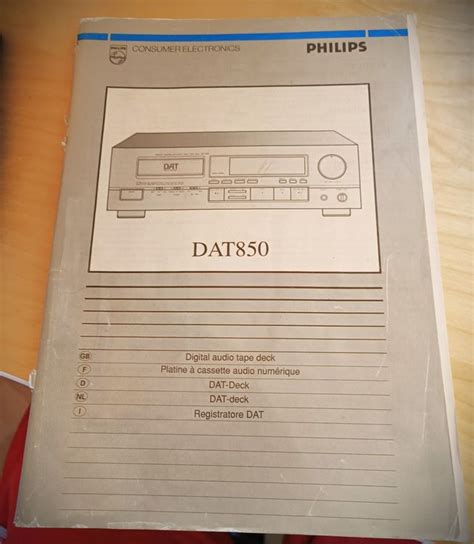 PHILIPS
CONSUMER ELECTRONICS
PHILIPS
DAT
DAT850
GB Digital audio tape deck
F Platine à cassette audio numérique
D DAT-Deck
NL DAT-deck
I Registratore DAT